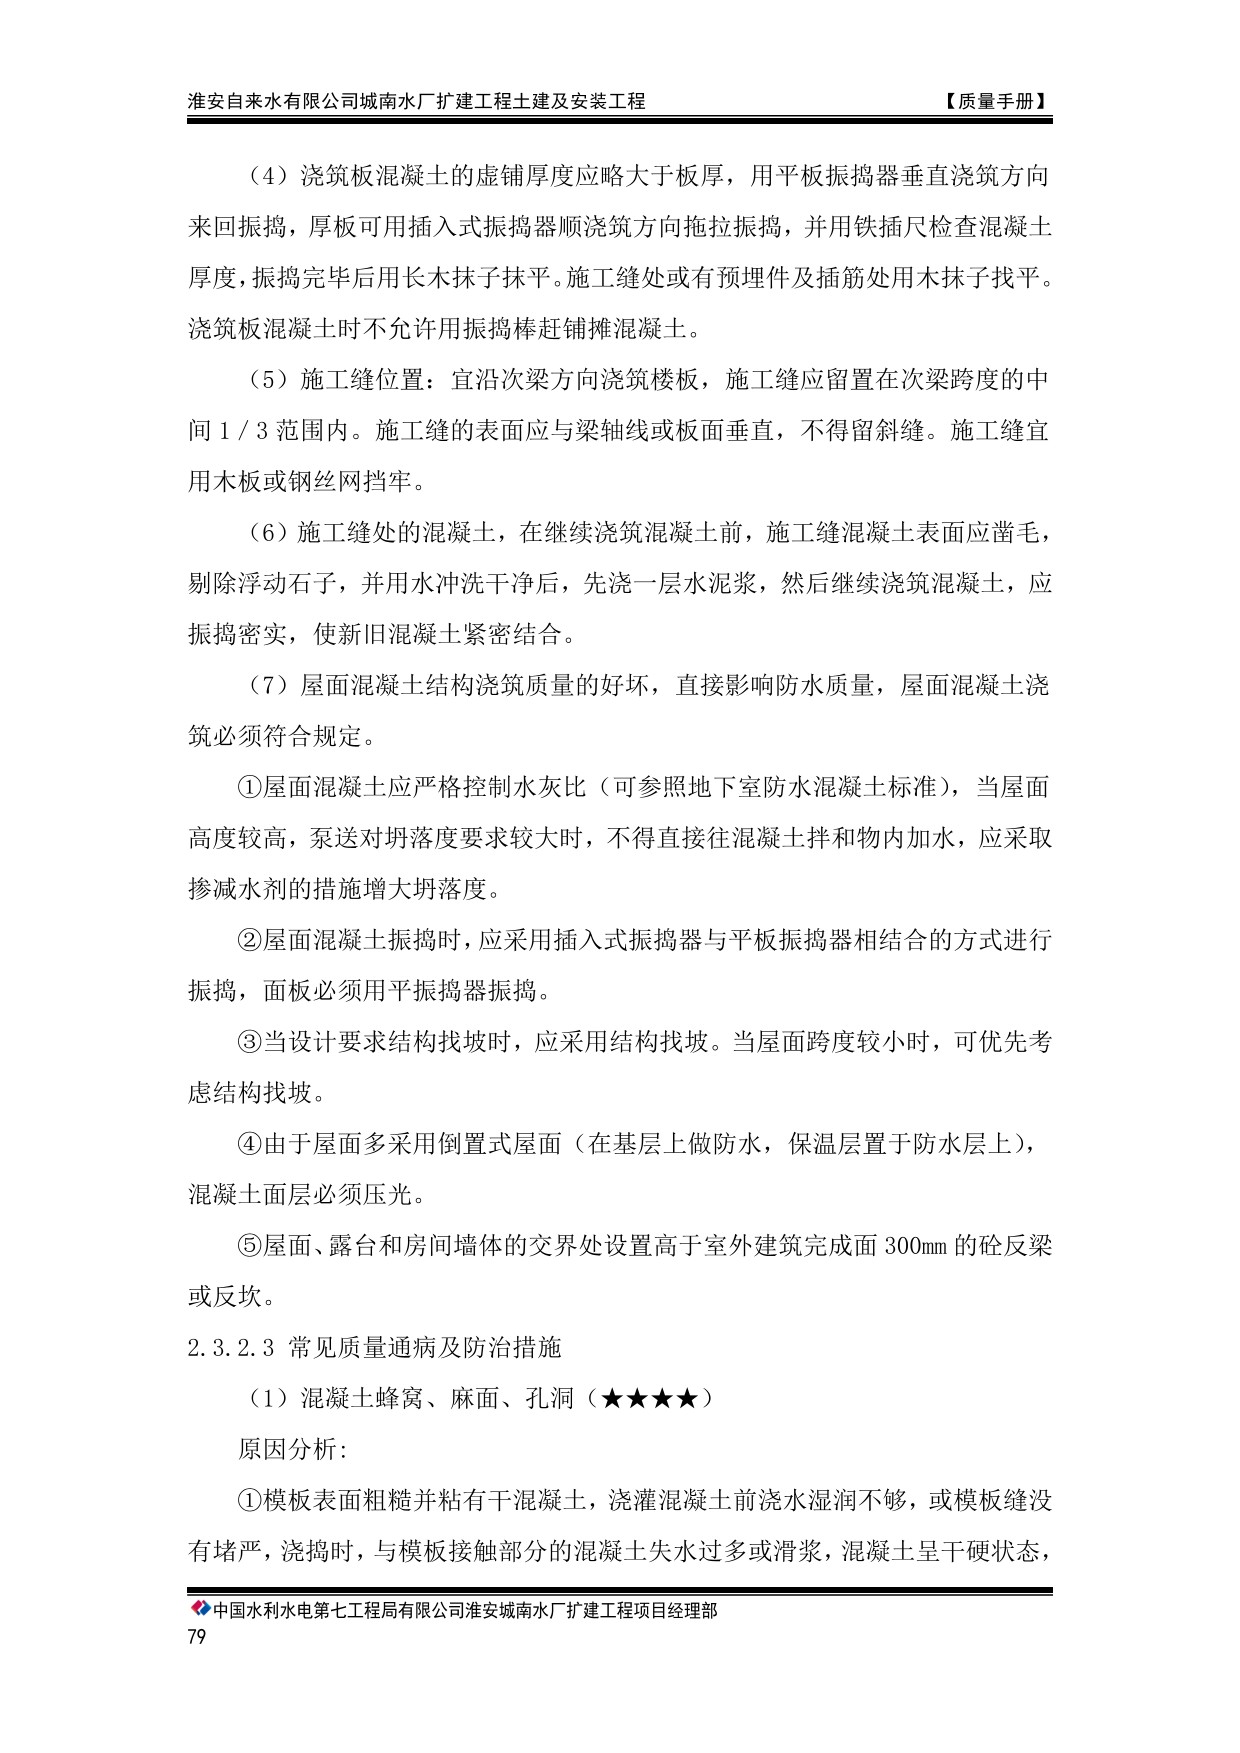 淮安自来水有限公司城南水厂扩建工程土建及安装工程 【质量手册】
（4）浇筑板混凝土的虚铺厚度应略大于板厚，用平板振捣器垂直浇筑方向
来回振捣，厚板可用插入式振捣器顺浇筑方向拖拉振捣，并用铁插尺检查混凝土
厚度，振捣完毕后用长木抹子抹平。施工缝处或有预埋件及插筋处用木抹子找平。
浇筑板混凝土时不允许用振捣棒赶铺摊混凝土。
（5）施工缝位置：宜沿次梁方向浇筑楼板，施工缝应留置在次梁跨度的中
间 1／3 范围内。施工缝的表面应与梁轴线或板面垂直，不得留斜缝。施工缝宜
用木板或钢丝网挡牢。
（6）施工缝处的混凝土，在继续浇筑混凝土前，施工缝混凝土表面应凿毛，
剔除浮动石子，并用水冲洗干净后，先浇一层水泥浆，然后继续浇筑混凝土，应
振捣密实，使新旧混凝土紧密结合。
（7）屋面混凝土结构浇筑质量的好坏，直接影响防水质量，屋面混凝土浇
筑必须符合规定。
①屋面混凝土应严格控制水灰比（可参照地下室防水混凝土标准），当屋面
高度较高，泵送对坍落度要求较大时，不得直接往混凝土拌和物内加水，应采取
掺减水剂的措施增大坍落度。
②屋面混凝土振捣时，应采用插入式振捣器与平板振捣器相结合的方式进行
振捣，面板必须用平振捣器振捣。
③当设计要求结构找坡时，应采用结构找坡。当屋面跨度较小时，可优先考
虑结构找坡。
④由于屋面多采用倒置式屋面（在基层上做防水，保温层置于防水层上），
混凝土面层必须压光。
⑤屋面、露台和房间墙体的交界处设置高于室外建筑完成面 300mm 的砼反梁
或反坎。
2.3.2.3 常见质量通病及防治措施
（1）混凝土蜂窝、麻面、孔洞（★★★★）
原因分析：
①模板表面粗糙并粘有干混凝土，浇灌混凝土前浇水湿润不够，或模板缝没
有堵严，浇捣时，与模板接触部分的混凝土失水过多或滑浆，混凝土呈干硬状态，
中国水利水电第七工程局有限公司淮安城南水厂扩建工程项目经理部
79